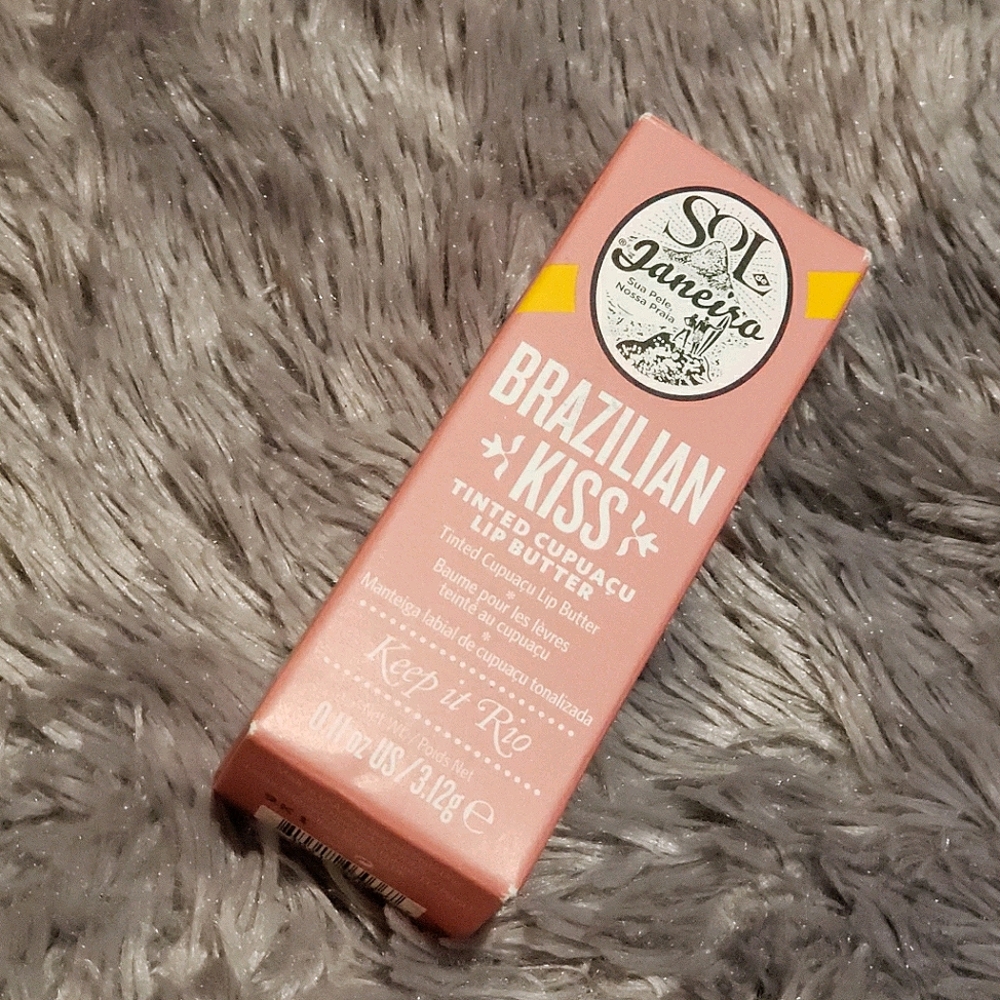 SOL de
Janeiro®
Sua Pele,
Nossa Praia
BRAZILIAN
KISS
TINTED CUPUAÇU
LIP BUTTER
Tinted Cupuaçu Lip Butter
Baume pour les lèvres
teinté au cupuaçu
Manteiga labial de cupuaçu tonalizada
Keep it Rio
Net Wt. / Poids Net
0.11 oz US/3.12g e